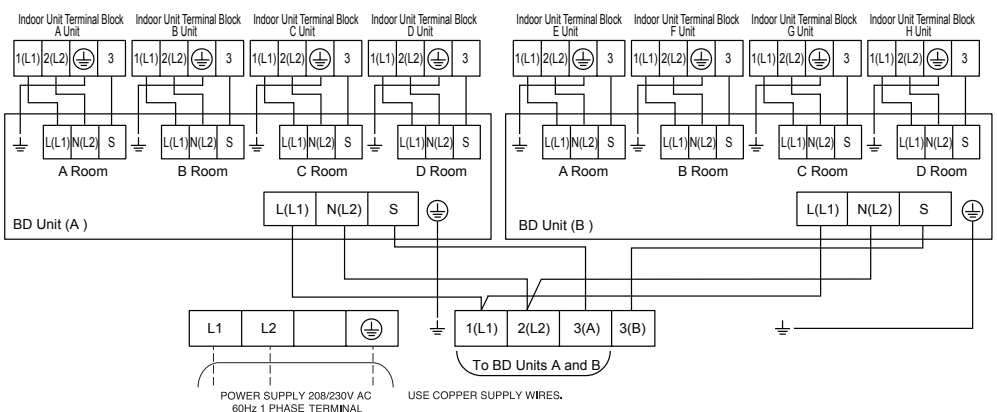 Indoor Unit Terminal Block
A Unit
Indoor Unit Terminal Block
B Unit
Indoor Unit Terminal Block
C Unit
Indoor Unit Terminal Block
D Unit
Indoor Unit Terminal Block
E Unit
Indoor Unit Terminal Block
F Unit
Indoor Unit Terminal Block
G Unit
Indoor Unit Terminal Block
H Unit
1(L1) 2(L2) 3
1(L1) 2(L2) 3
1(L1) 2(L2) 3
1(L1) 2(L2) 3
1(L1) 2(L2) 3
1(L1) 2(L2) 3
1(L1) 2(L2) 3
1(L1) 2(L2) 3
L(L1) N(L2) S
L(L1) N(L2) S
L(L1) N(L2) S
L(L1) N(L2) S
L(L1) N(L2) S
L(L1) N(L2) S
L(L1) N(L2) S
L(L1) N(L2) S
A Room
B Room
C Room
D Room
A Room
B Room
C Room
D Room
L(L1) N(L2) S
BD Unit (A )
L(L1) N(L2) S
BD Unit (B )
L1 L2
1(L1) 2(L2) 3(A) 3(B)
To BD Units A and B
POWER SUPPLY 208/230V AC
60Hz 1 PHASE TERMINAL
USE COPPER SUPPLY WIRES.